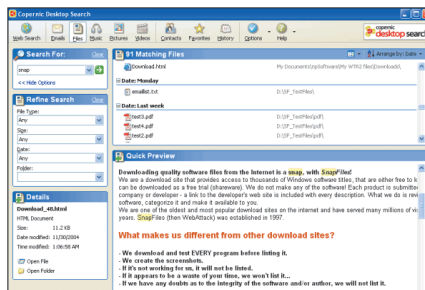 Copernic Desktop Search
Web Search
Emails
Files
Music
Pictures
Videos
Contacts
Favorites
History
Options
Help
copernic
desktop search
Search For:
Clear
snap
<< Hide Options
Refine Search
Clear
File Type:
Any
Size:
Any
Date:
Any
Folder:
Details
Download_4tl.html
HTML Document
Size: 11.2 KB
Date modified: 11/30/2004
Time modified: 1:06:58 AM
Open File
Open Folder
91 Matching Files
Arrange by: Date
Download.html
Date: Monday
emailist.txt
D:\SF_TestFiles\
Date: Last week
test3.pdf
D:\SF_TestFiles\pdf\
test4.pdf
D:\SF_TestFiles\pdf\
test2.pdf
D:\SF_TestFiles\pdf\
Quick Preview
Downloading quality software files from the Internet is a snap, with SnapFiles!
We are a download site that provides access to thousands of Windows software titles, that are either free to k
can be downloaded as a free trial (shareware). We do not make any of the software! Each product is submitted
company or developer - a link to the developer's web site is included with every description. What we do is revi
software, categorize it and make it available to you.
We are one of the oldest and most popular download sites on the internet and have served many millions of vis
years. SnapFiles (then WebAttack) was established in 1997.
What makes us different from other download sites?
- We download and test EVERY program before listing it.
- We create the screenshots.
- If it's not working for us, it will not be listed.
- If it appears to be a waste of your time, we won't list it...
- If we have any doubts as to the integrity of the software and/or author, we will not list it.